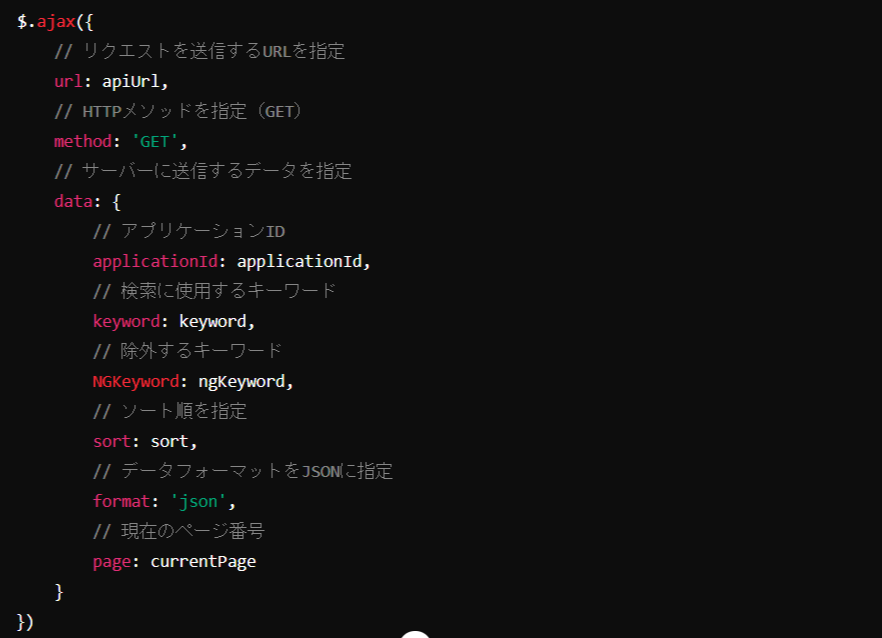 $.ajax({
// リクエストを送信するURLを指定
url: apiUrl,
// HTTPメソッドを指定（GET）
method: 'GET',
// サーバーに送信するデータを指定
data: {
// アプリケーションID
applicationId: applicationId,
// 検索に使用するキーワード
keyword: keyword,
// 除外するキーワード
NGKeyword: ngKeyword,
// ソート順を指定
sort: sort,
// データフォーマットをJSONに指定
format: 'json',
// 現在のページ番号
page: currentPage
}
})